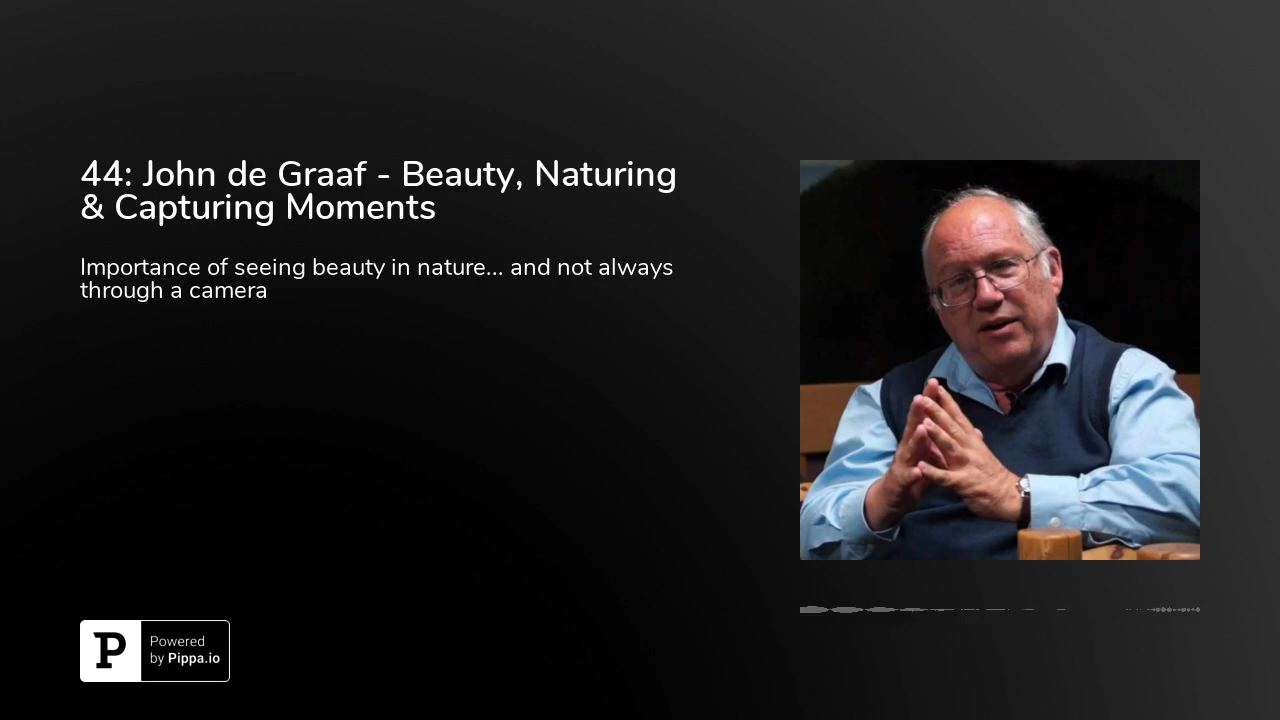 44: John de Graaf - Beauty, Naturing
& Capturing Moments
Importance of seeing beauty in nature... and not always
through a camera
P
Powered
by Pippa.io